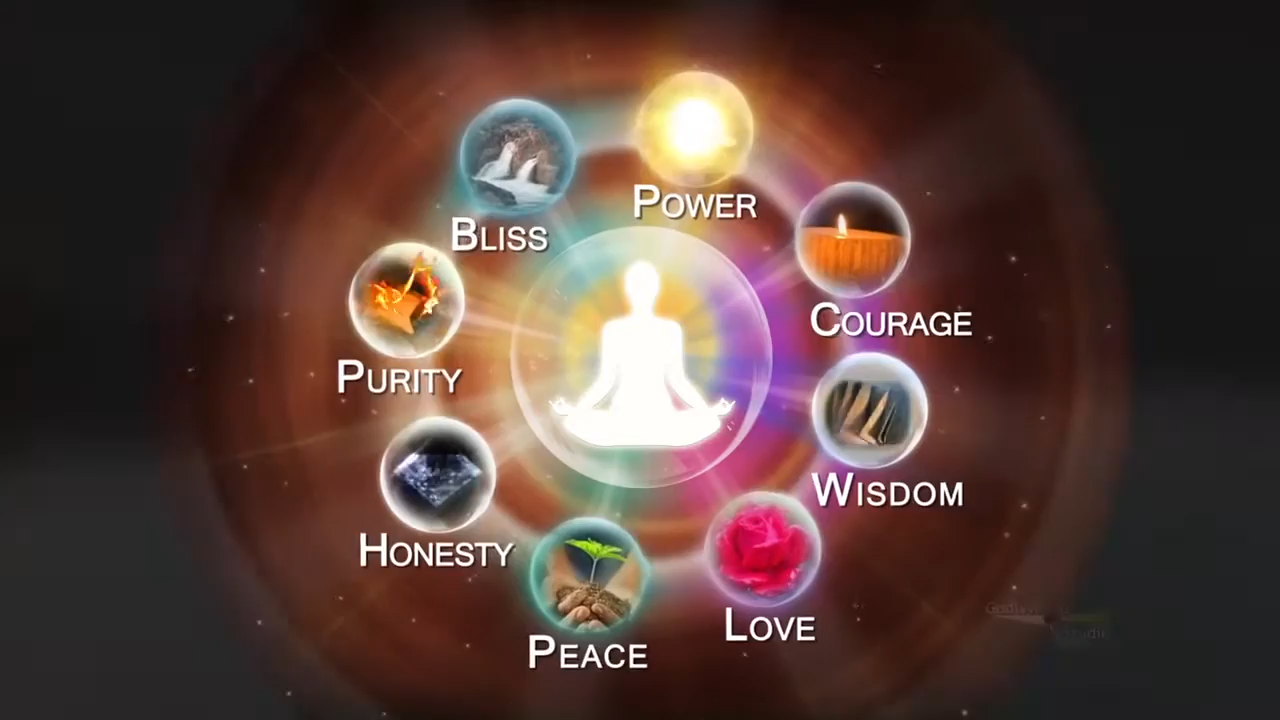 POWER
BLISS
COURAGE
PURITY
WISDOM
HONESTY
LOVE
PEACE